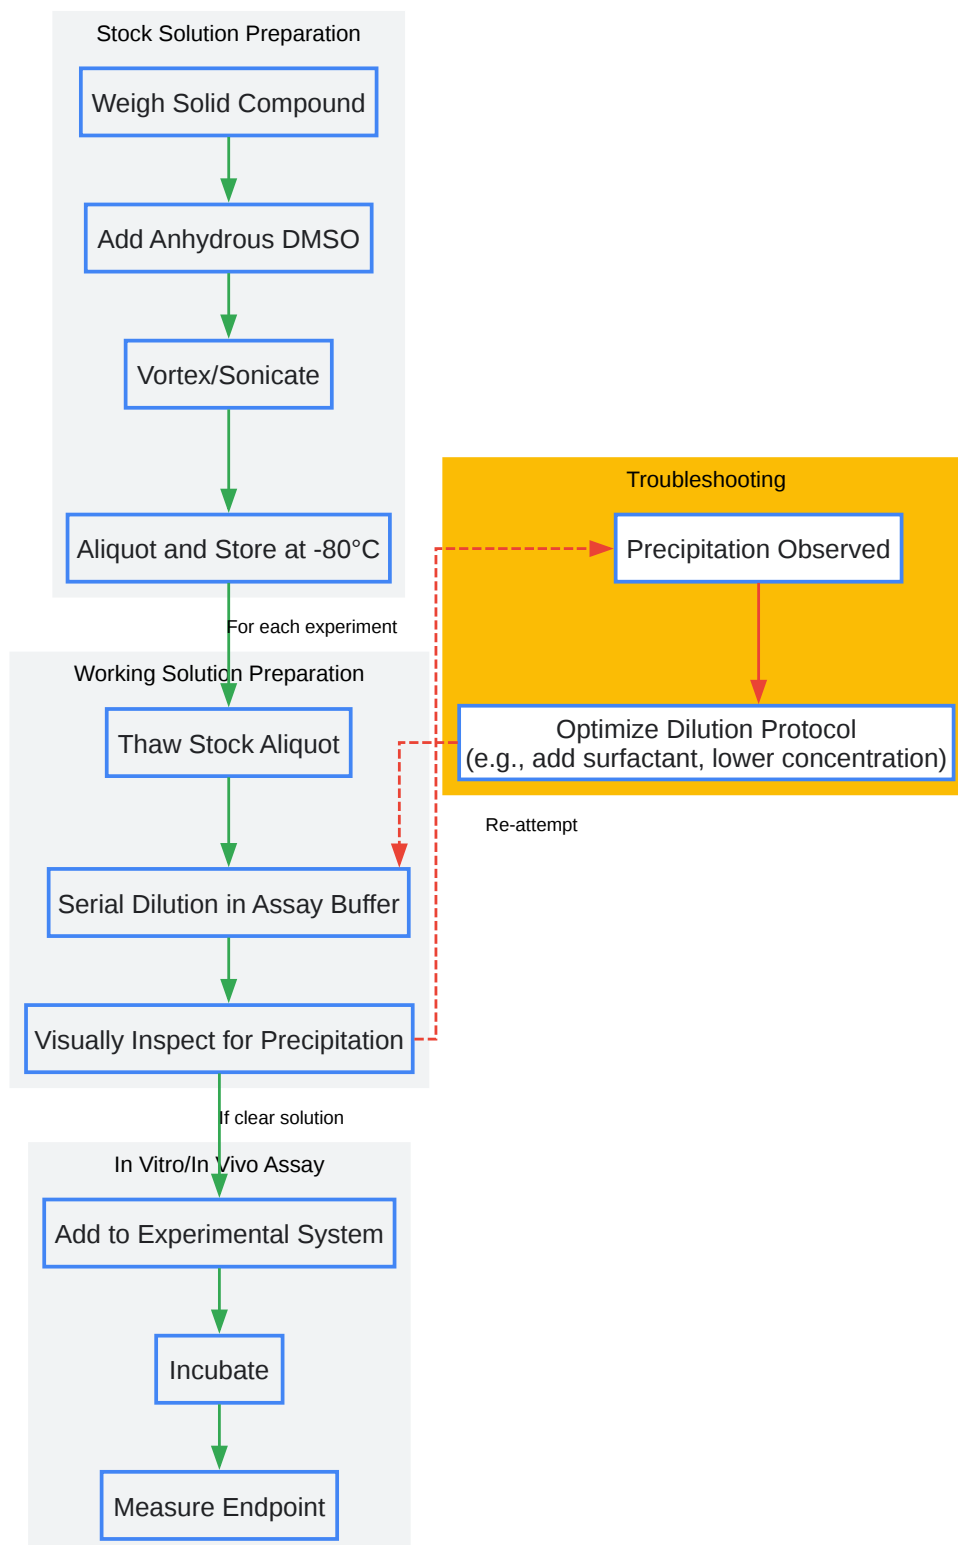 Stock Solution Preparation
Weigh Solid Compound
Add Anhydrous DMSO
Vortex/Sonicate
Aliquot and Store at -80°C
For each experiment
Working Solution Preparation
Thaw Stock Aliquot
Serial Dilution in Assay Buffer
Visually Inspect for Precipitation
Troubleshooting
Precipitation Observed
Optimize Dilution Protocol
(e.g., add surfactant, lower concentration)
Re-attempt
If clear solution
In Vitro/In Vivo Assay
Add to Experimental System
Incubate
Measure Endpoint